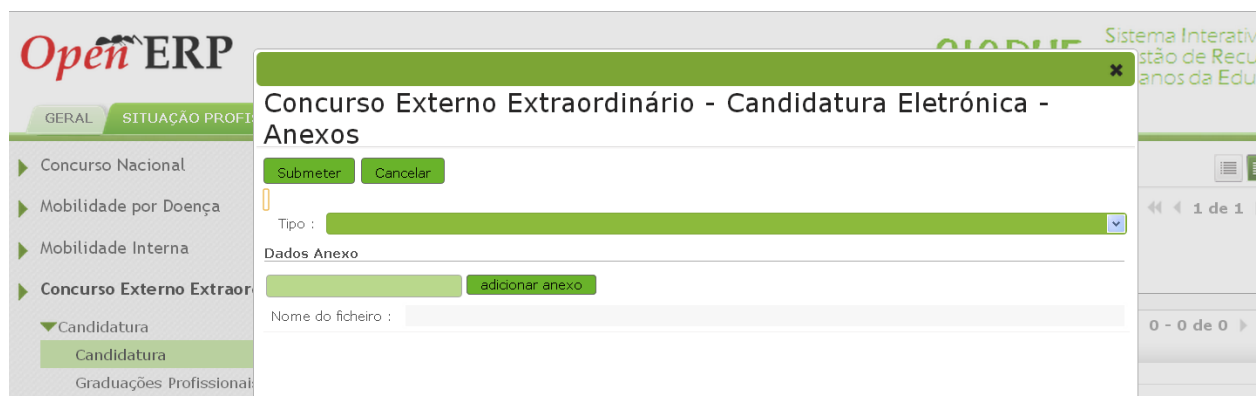 Open ERP
Sistema Interativ
stão de Recu
anos da Edu
GERAL
SITUAÇÃO PROFI
Concurso Externo Extraordinário - Candidatura Eletrónica -
Anexos
Submeter
Cancelar
Tipo :
Dados Anexo
adicionar anexo
Nome do ficheiro :
Concurso Nacional
Mobilidade por Doença
Mobilidade Interna
Concurso Externo Extraor
Candidatura
Candidatura
Graduações Profissionai
1 de 1
0 - 0 de 0